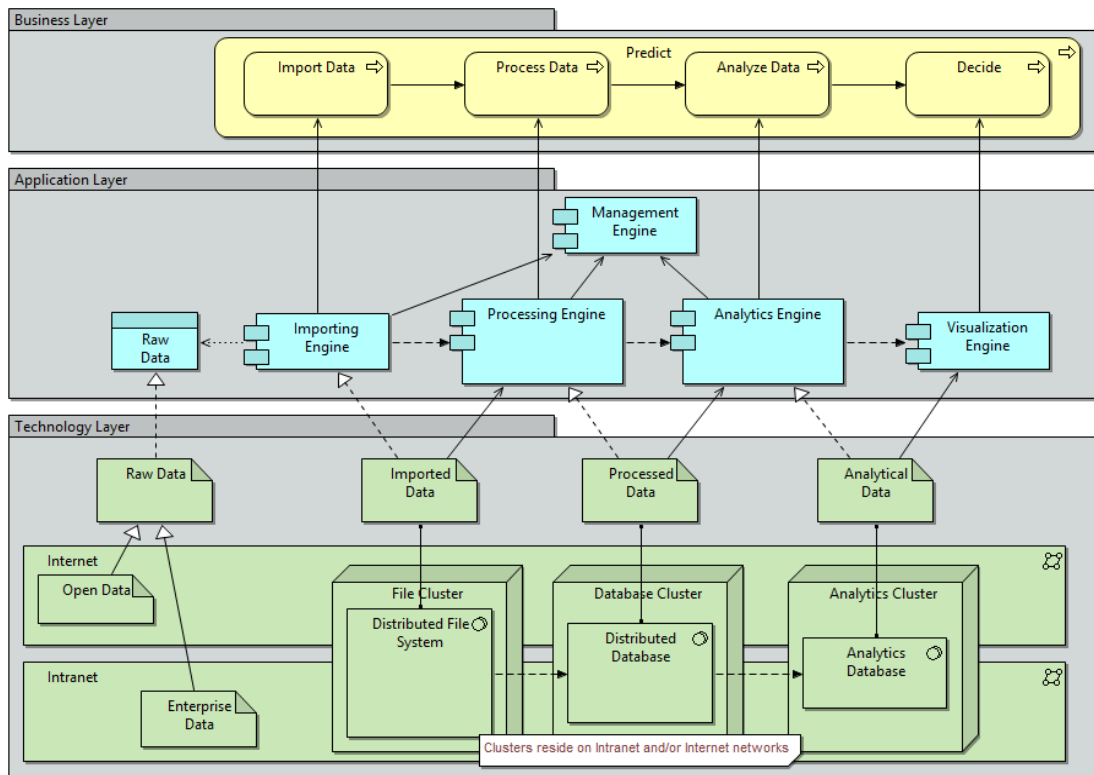 Business Layer
Predict
Import Data
Process Data
Analyze Data
Decide
Application Layer
Management
Engine
Raw
Data
Importing
Engine
Processing Engine
Analytics Engine
Visualization
Engine
Technology Layer
Raw Data
Imported
Data
Processed
Data
Analytical
Data
Internet
Open Data
File Cluster
Database Cluster
Analytics Cluster
Distributed File
System
Distributed
Database
Analytics
Database
Intranet
Enterprise
Data
Clusters reside on Intranet and/or Internet networks